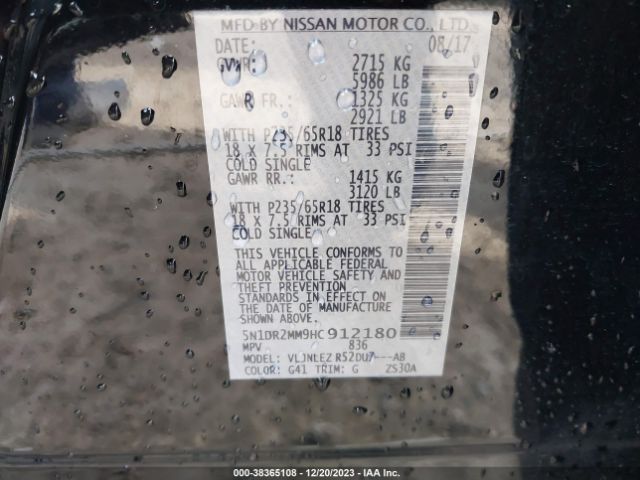 MFD BY NISSAN MOTOR CO., LTD.
DATE: 08/17
GVWR: 2715 KG
5986 LB
GAWR FR.: 1325 KG
2921 LB
WITH P235/65R18 TIRES
18 X 7.5 RIMS AT 33 PSI
COLD SINGLE
GAWR RR.: 1415 KG
3120 LB
WITH P235/65R18 TIRES
18 X 7.5 RIMS AT 33 PSI
COLD SINGLE
THIS VEHICLE CONFORMS TO
ALL APPLICABLE FEDERAL
MOTOR VEHICLE SAFETY AND
THEFT PREVENTION
STANDARDS IN EFFECT ON
THE DATE OF MANUFACTURE
SHOWN ABOVE.
5N1DR2MM9HC912180
MPV 836
MODEL: VLJNLEZ R52DU7---AB
COLOR: G41 TRIM: G ZS30A
000-38365108 - 12/20/2023 - IAA Inc.